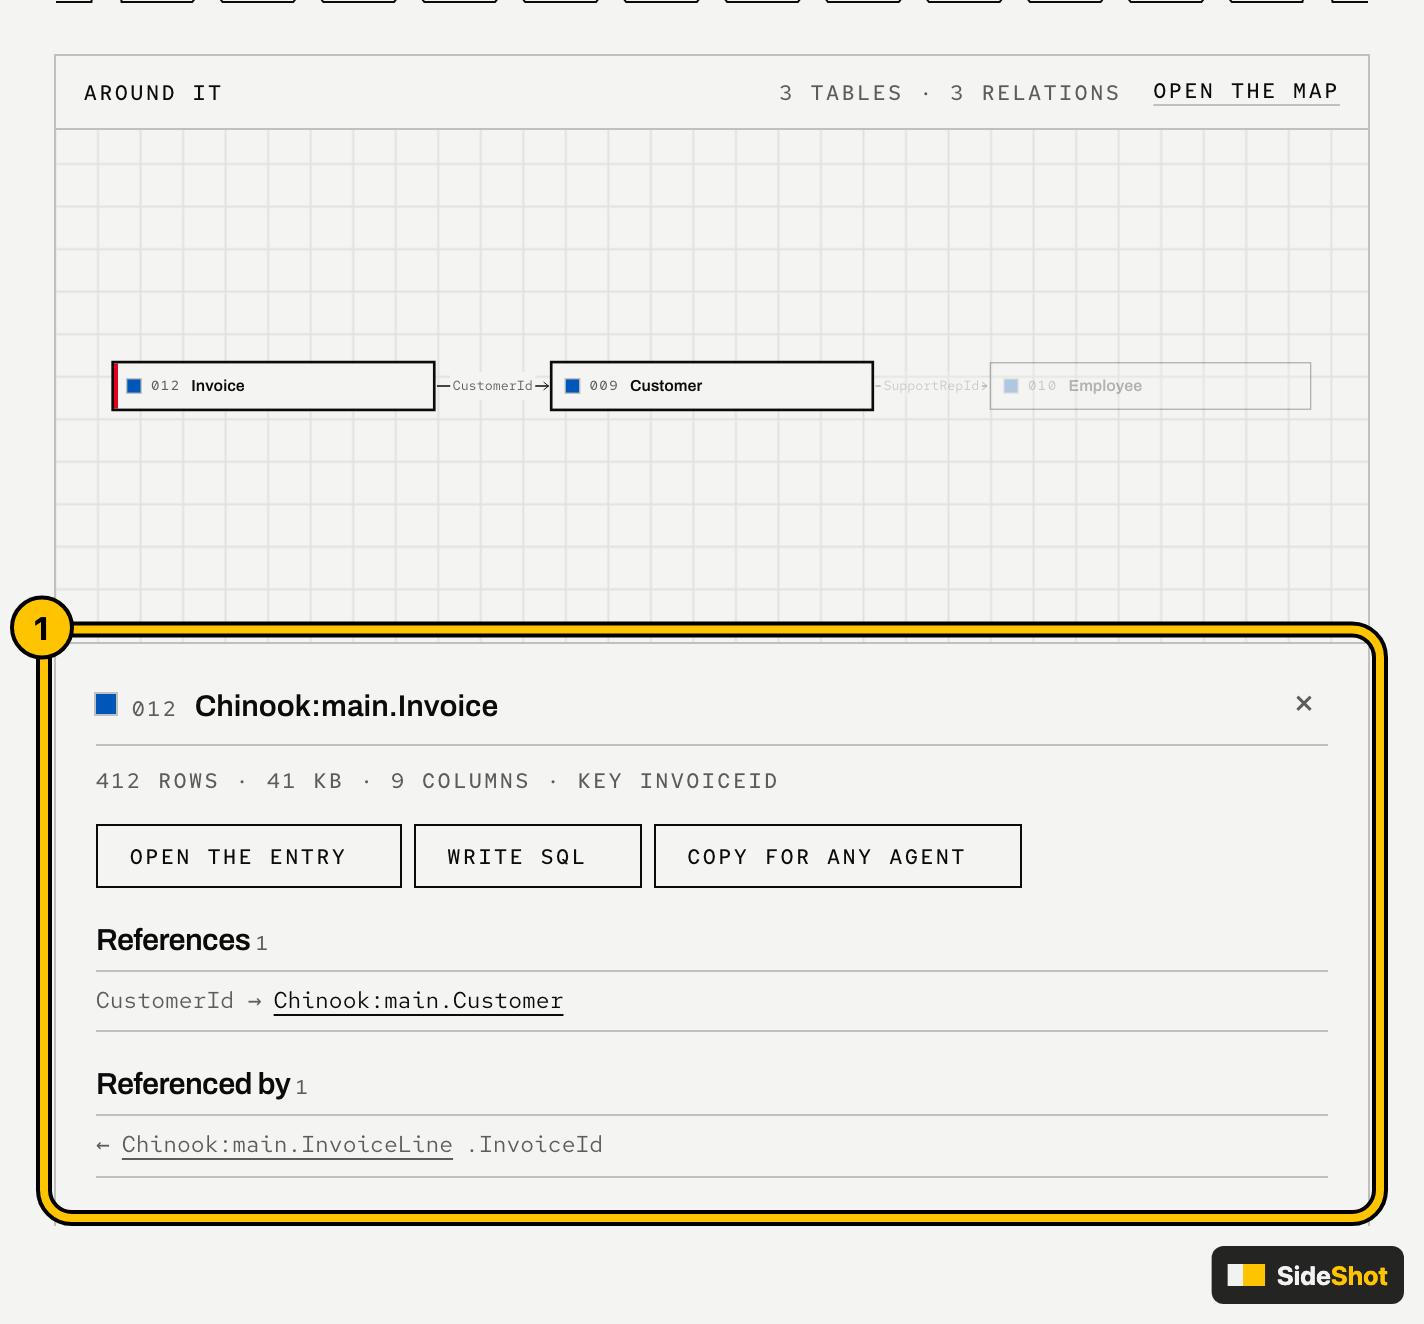 AROUND IT
3 TABLES · 3 RELATIONS OPEN THE MAP
012 Invoice CustomerId 009 Customer SupportRepId 010 Employee
1
012 Chinook:main.Invoice ×
412 ROWS · 41 KB · 9 COLUMNS · KEY INVOICEID
OPEN THE ENTRY WRITE SQL COPY FOR ANY AGENT
References 1
CustomerId → Chinook:main.Customer
Referenced by 1
← Chinook:main.InvoiceLine .InvoiceId
SideShot